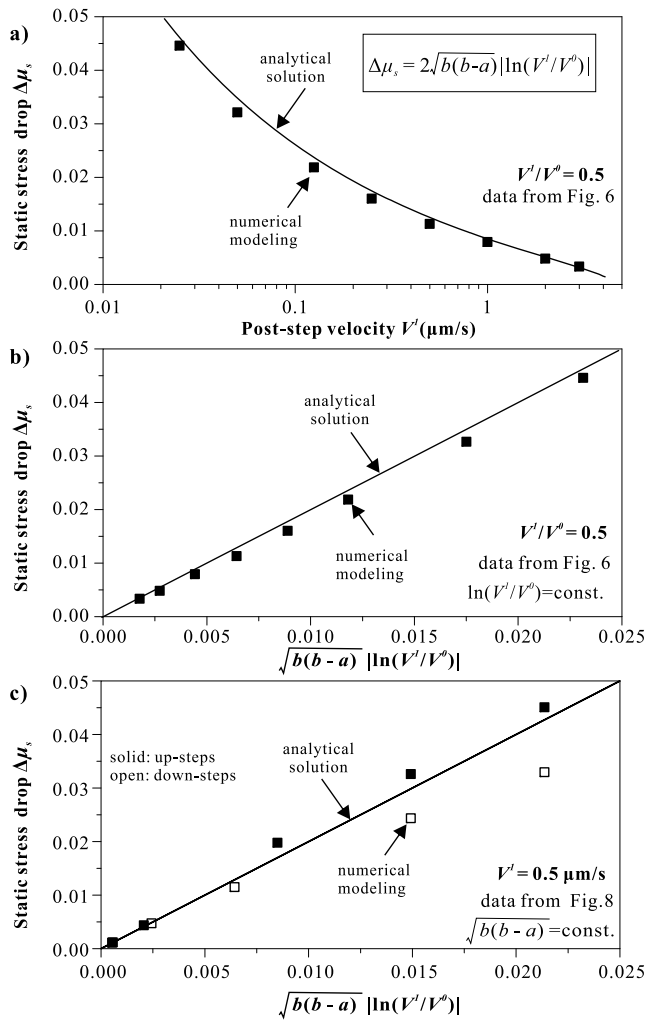 a)
0.05
0.04
0.03
0.02
0.01
0.00
Static stress drop Δμₛ
analytical
solution
Δμₛ = 2√b(b-a)|ln(V¹/V⁰)|
numerical
modeling
V¹/V⁰ = 0.5
data from Fig. 6
0.01 0.1 1
Post-step velocity V¹(μm/s)
b)
0.05
0.04
0.03
0.02
0.01
0.00
Static stress drop Δμₛ
analytical
solution
numerical
modeling
V¹/V⁰ = 0.5
data from Fig. 6
ln(V¹/V⁰)=const.
0.000 0.005 0.010 0.015 0.020 0.025
√b(b - a) |ln(V¹/V⁰)|
c)
0.05
0.04
0.03
0.02
0.01
0.00
Static stress drop Δμₛ
solid: up-steps
open: down-steps
analytical
solution
numerical
modeling
V¹ = 0.5 μm/s
data from Fig.8
√b(b - a) =const.
0.000 0.005 0.010 0.015 0.020 0.025
√b(b - a) |ln(V¹/V⁰)|